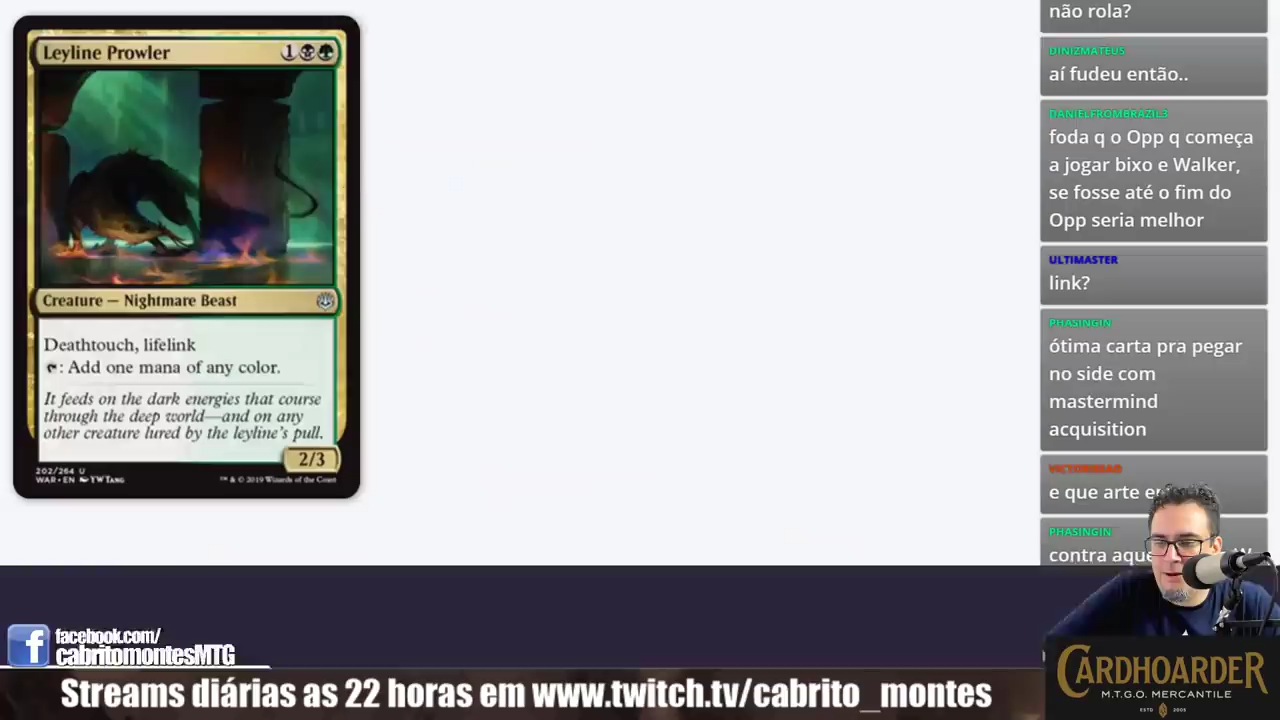 Leyline Prowler
1
Creature — Nightmare Beast
Deathtouch, lifelink
: Add one mana of any color.
It feeds on the dark energies that course
through the deep world—and on any
other creature lured by the leyline's pull.
2/3
202/264 U
WAR • EN YW TANG
™ & © 2019 Wizards of the Coast
não rola?
DINIZMATEUS
aí fudeu então..
DANIELFROMBRAZIL3
foda q o Opp q começa
a jogar bixo e Walker,
se fosse até o fim do
Opp seria melhor
ULTIMASTER
link?
PHASINGIN
ótima carta pra pegar
no side com
mastermind
acquisition
e que arte
PHASINGIN
contra
facebook.com/
cabritomontesMTG
Streams diárias as 22 horas em www.twitch.tv/cabrito_montes
CARDHOARDER
M.T.G.O. MERCANTILE
ESTD 2005